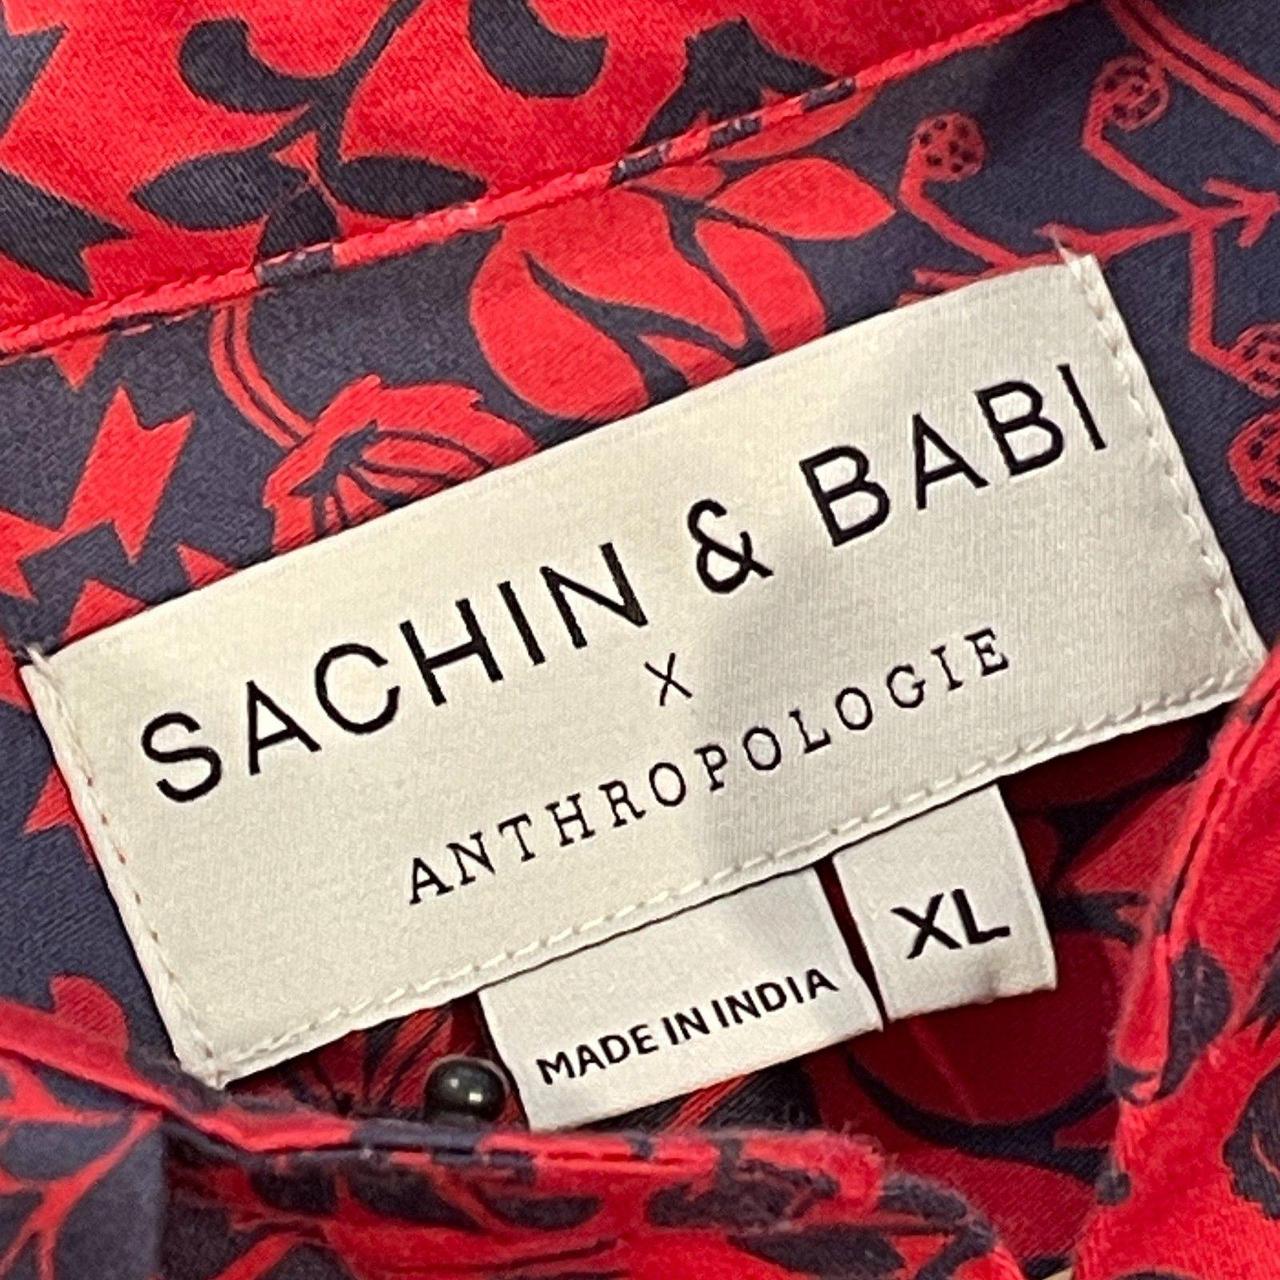 SACHIN & BABI
X
ANTHROPOLOGIE
MADE IN INDIA
XL